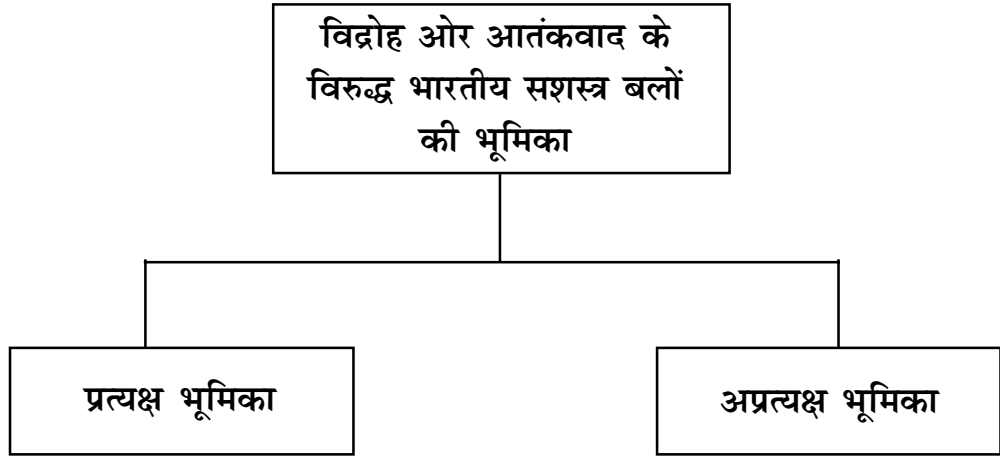 विद्रोह ओर आतंकवाद के
विरुद्ध भारतीय सशस्त्र बलों
की भूमिका
प्रत्यक्ष भूमिका
अप्रत्यक्ष भूमिका